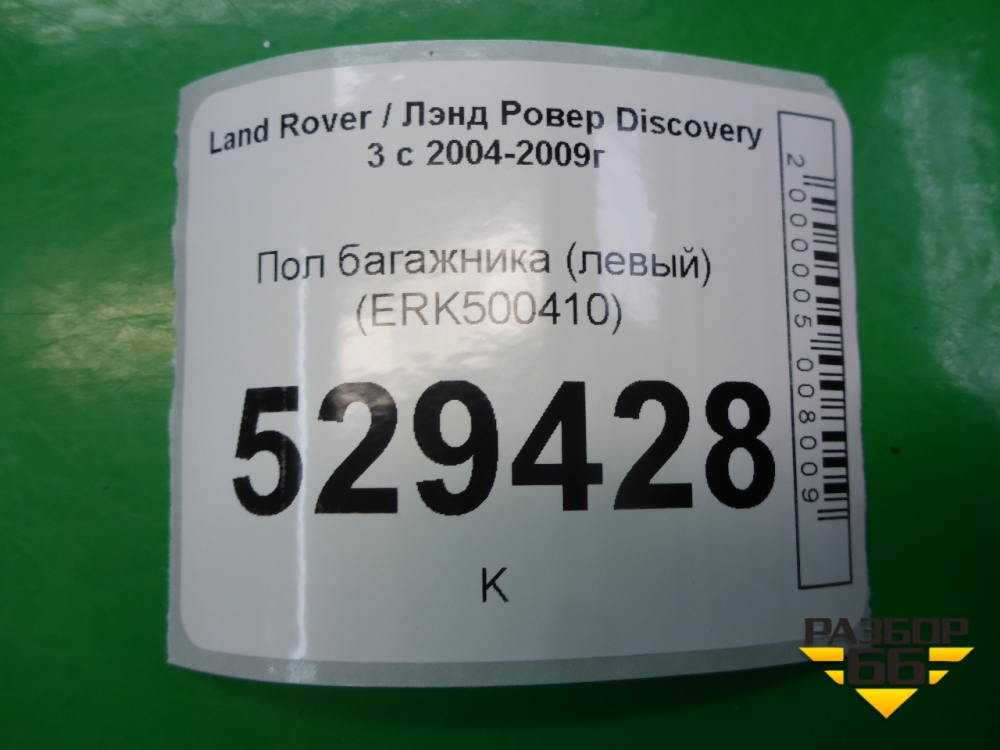 Land Rover / Лэнд Ровер Discovery
3 с 2004-2009г
Пол багажника (левый)
(ERK500410)
529428
К
2000005008009
РАЗБОР
66